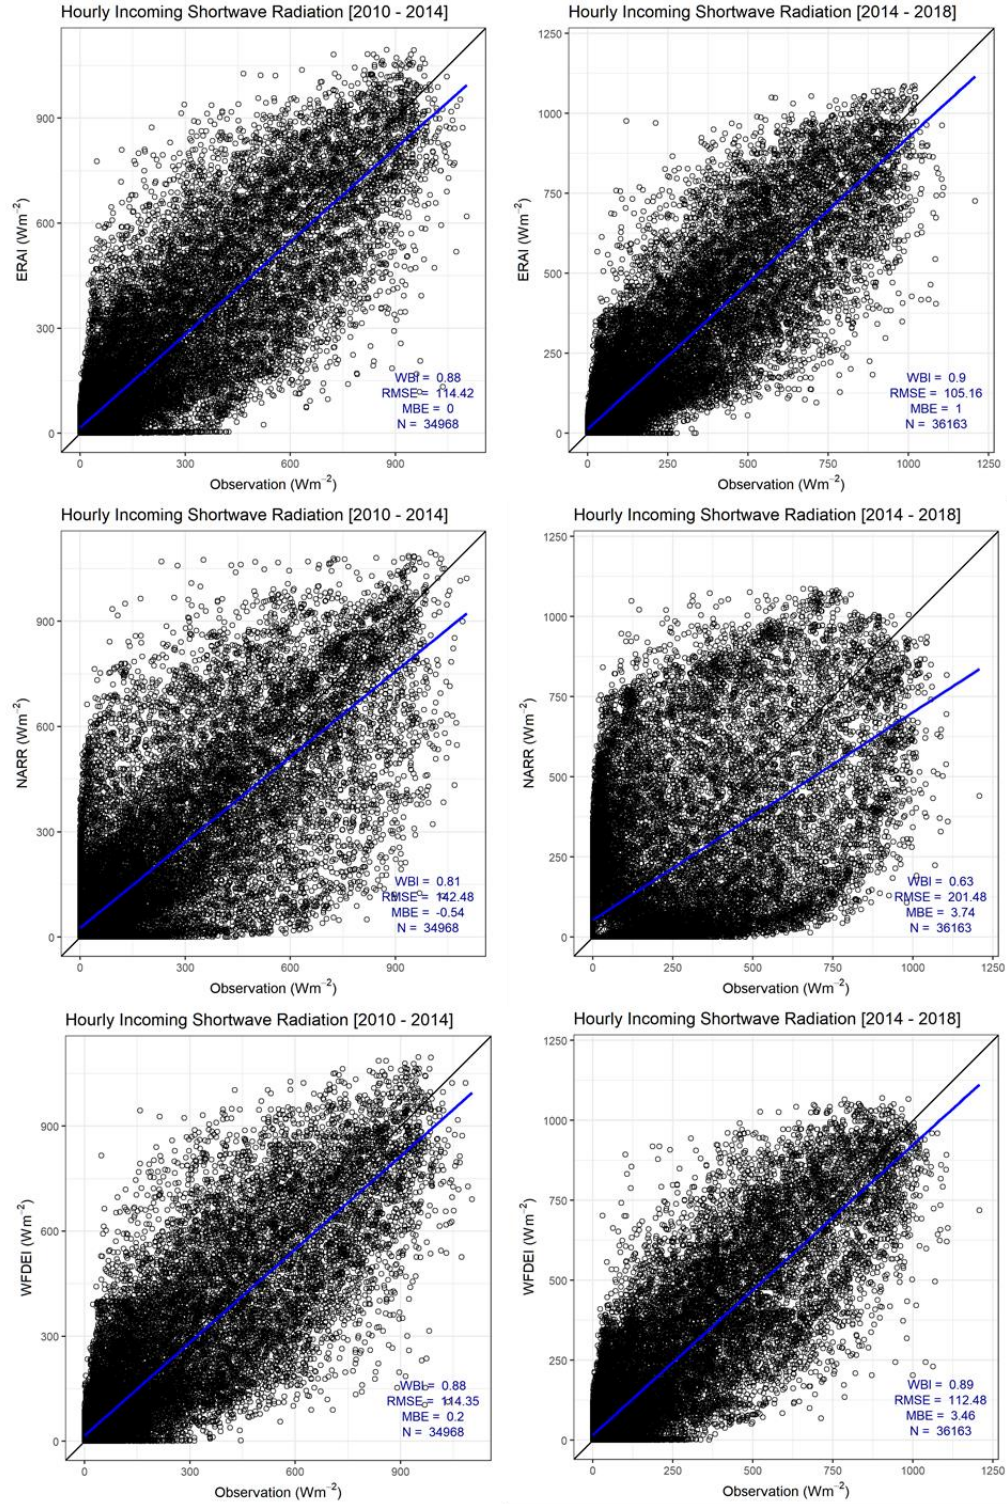 Hourly Incoming Shortwave Radiation [2010 - 2014]
900
600
300
0
ERAI (Wm⁻²)
WBI = 0.88
RMSE = 114.42
MBE = 0
N = 34968
0 300 600 900
Observation (Wm⁻²)
Hourly Incoming Shortwave Radiation [2014 - 2018]
1250
1000
750
500
250
0
ERAI (Wm⁻²)
WBI = 0.9
RMSE = 105.16
MBE = 1
N = 36163
0 250 500 750 1000 1250
Observation (Wm⁻²)
Hourly Incoming Shortwave Radiation [2010 - 2014]
900
600
300
0
NARR (Wm⁻²)
WBI = 0.81
RMSE = 142.48
MBE = -0.54
N = 34968
0 300 600 900
Observation (Wm⁻²)
Hourly Incoming Shortwave Radiation [2014 - 2018]
1250
1000
750
500
250
0
NARR (Wm⁻²)
WBI = 0.63
RMSE = 201.48
MBE = 3.74
N = 36163
0 250 500 750 1000 1250
Observation (Wm⁻²)
Hourly Incoming Shortwave Radiation [2010 - 2014]
900
600
300
0
WFDEI (Wm⁻²)
WBI = 0.88
RMSE = 114.35
MBE = 0.2
N = 34968
0 300 600 900
Observation (Wm⁻²)
Hourly Incoming Shortwave Radiation [2014 - 2018]
1250
1000
750
500
250
0
WFDEI (Wm⁻²)
WBI = 0.89
RMSE = 112.48
MBE = 3.46
N = 36163
0 250 500 750 1000 1250
Observation (Wm⁻²)